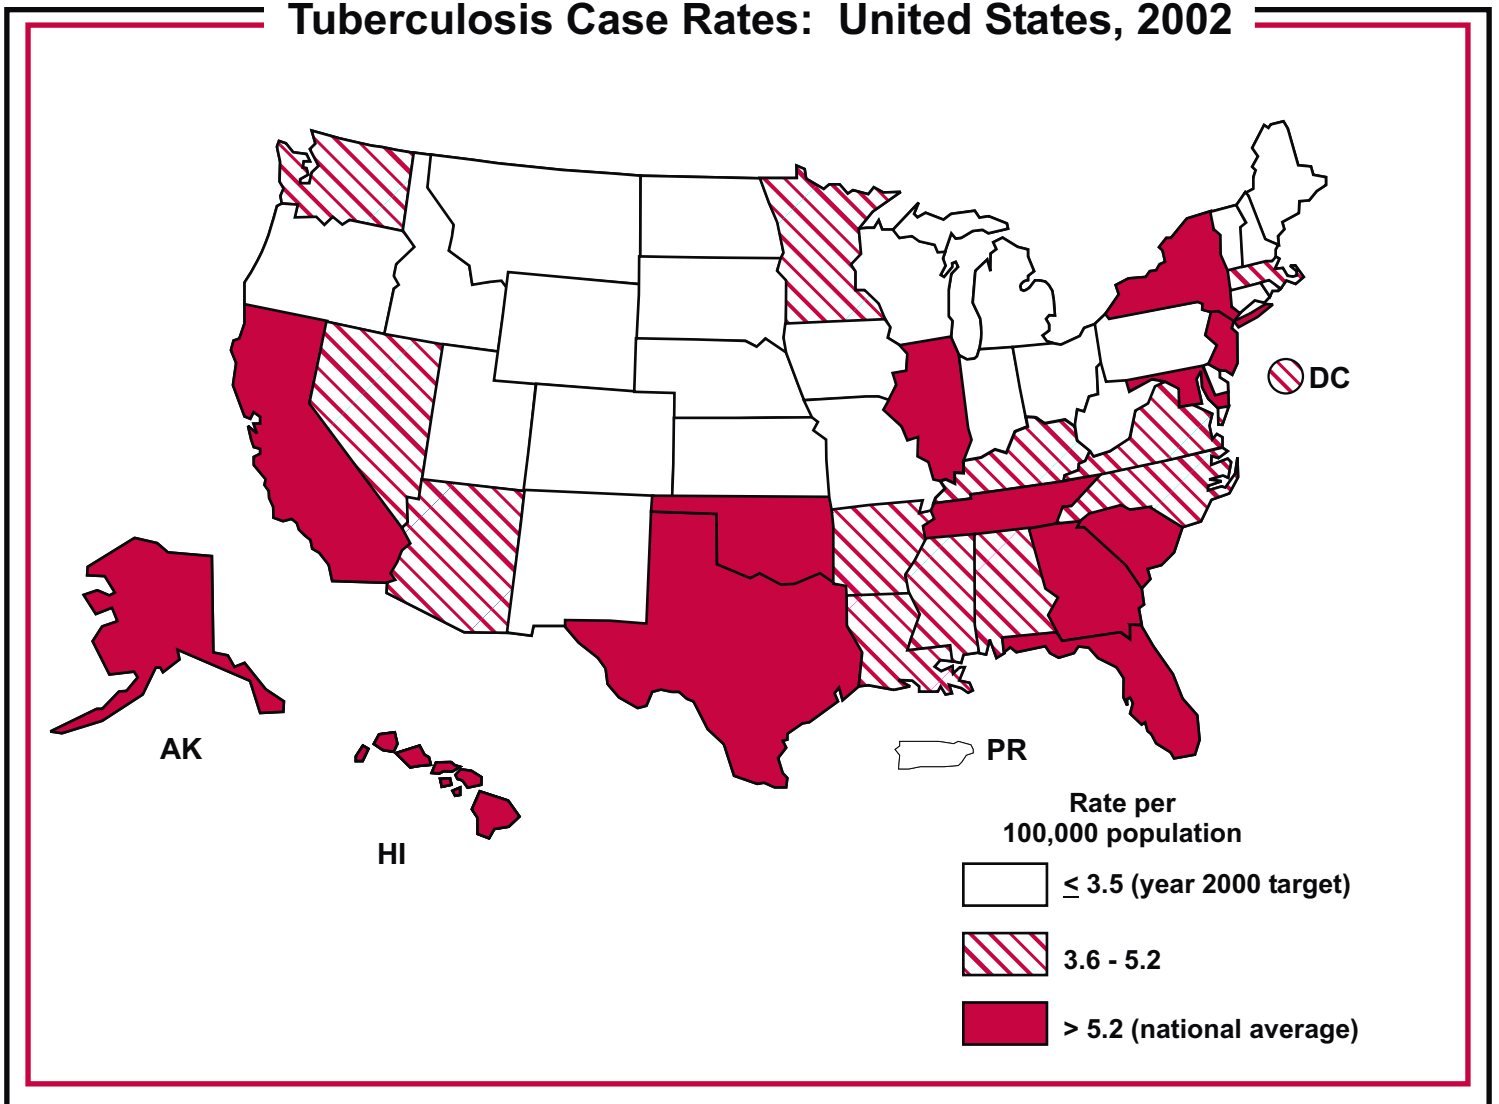 Tuberculosis Case Rates: United States, 2002
DC
AK
PR
HI
Rate per
100,000 population
≤ 3.5 (year 2000 target)
3.6 - 5.2
> 5.2 (national average)